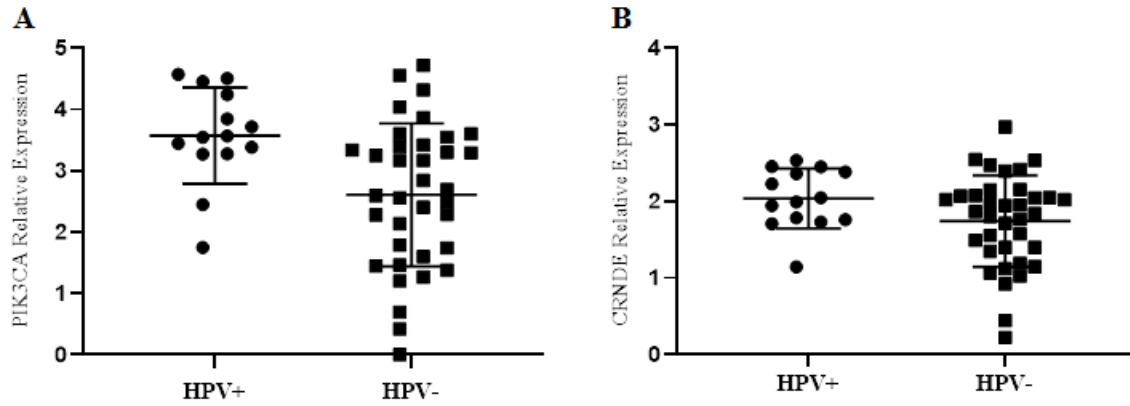 A
PIK3CA Relative Expression
5
4
3
2
1
0
HPV+ HPV-
B
CRNDE Relative Expression
4
3
2
1
0
HPV+ HPV-